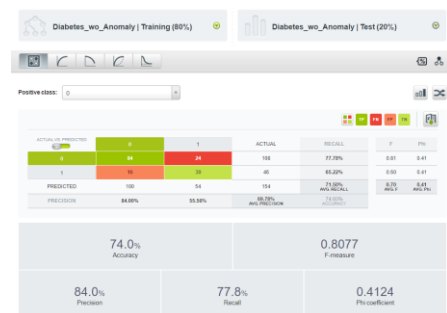 Diabetes_wo_Anomaly | Training (80%)
Diabetes_wo_Anomaly | Test (20%)
Positive class: 0
TP FN FP TN
ACTUAL VS. PREDICTED 0 1 ACTUAL RECALL F Phi
0 84 24 108 77.78% 0.81 0.41
1 16 30 46 65.22% 0.60 0.41
PREDICTED 100 54 154 71.50% AVG. RECALL 0.70 AVG. F 0.41 AVG. Phi
PRECISION 84.00% 55.56% 69.78% AVG. PRECISION 74.03% ACCURACY
74.0%
Accuracy
0.8077
F-measure
84.0%
Precision
77.8%
Recall
0.4124
Phi coefficient